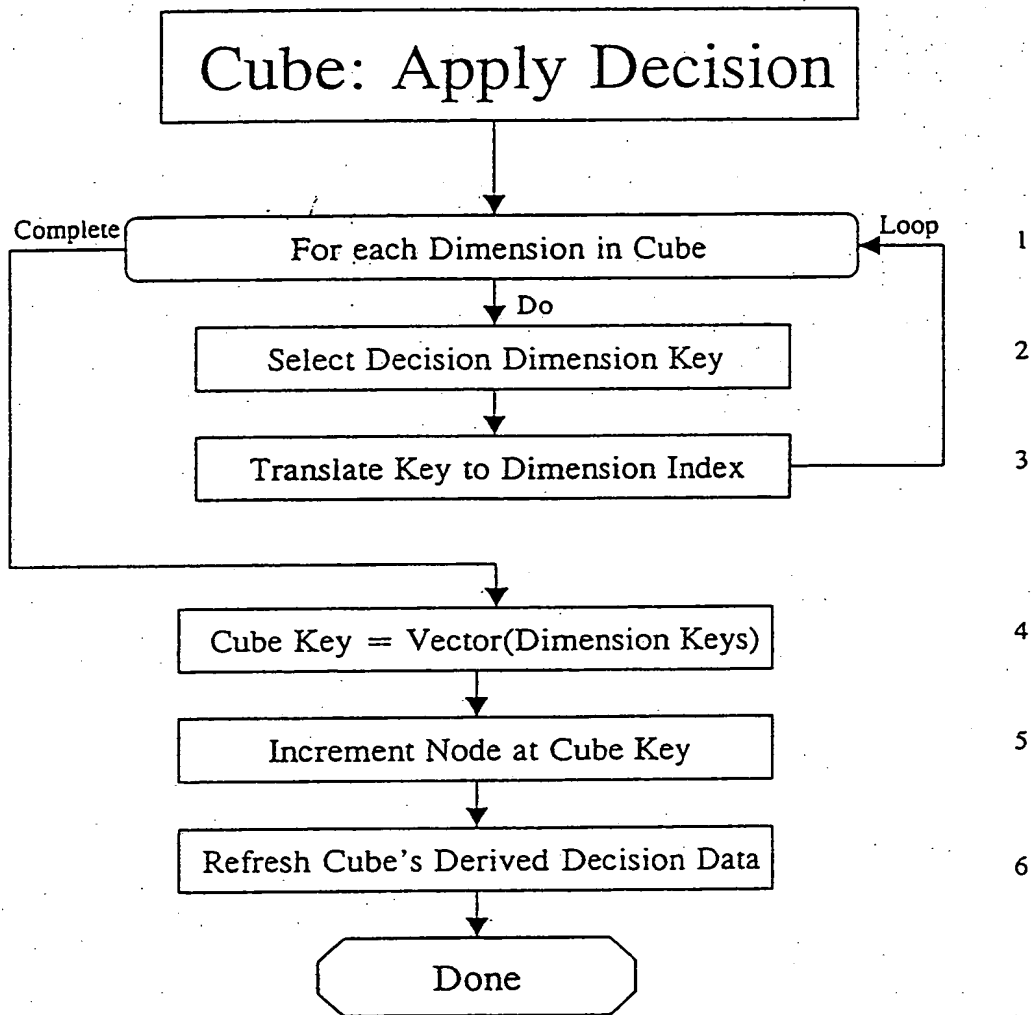 Cube: Apply Decision
Complete
Loop
For each Dimension in Cube
1
Do
Select Decision Dimension Key
2
Translate Key to Dimension Index
3
Cube Key = Vector(Dimension Keys)
4
Increment Node at Cube Key
5
Refresh Cube's Derived Decision Data
6
Done